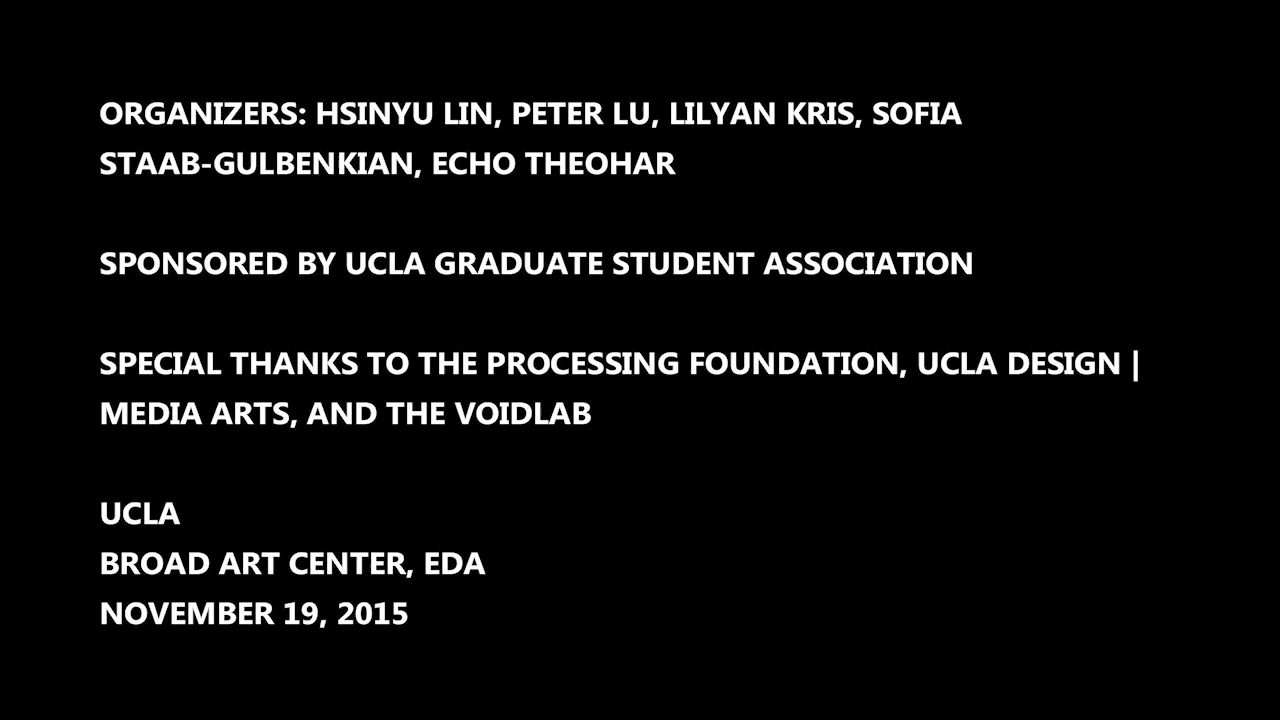 ORGANIZERS: HSINYU LIN, PETER LU, LILYAN KRIS, SOFIA
STAAB-GULBENKIAN, ECHO THEOHAR
SPONSORED BY UCLA GRADUATE STUDENT ASSOCIATION
SPECIAL THANKS TO THE PROCESSING FOUNDATION, UCLA DESIGN |
MEDIA ARTS, AND THE VOIDLAB
UCLA
BROAD ART CENTER, EDA
NOVEMBER 19, 2015